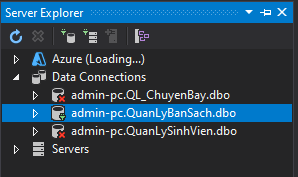 Server Explorer
Azure (Loading...)
Data Connections
admin-pc.QL_ChuyenBay.dbo
admin-pc.QuanLyBanSach.dbo
admin-pc.QuanLySinhVien.dbo
Servers